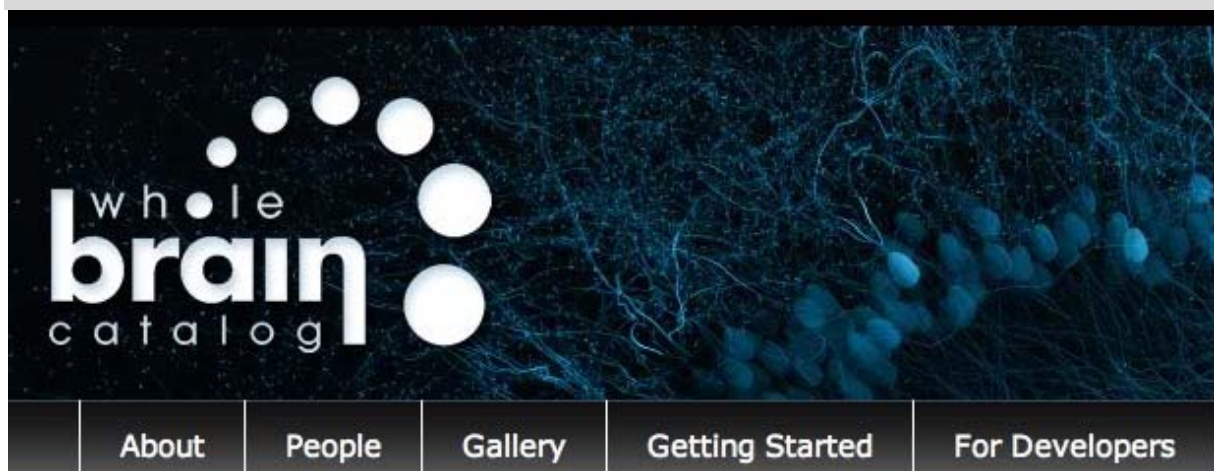 whole
brain
catalog
About People Gallery Getting Started For Developers